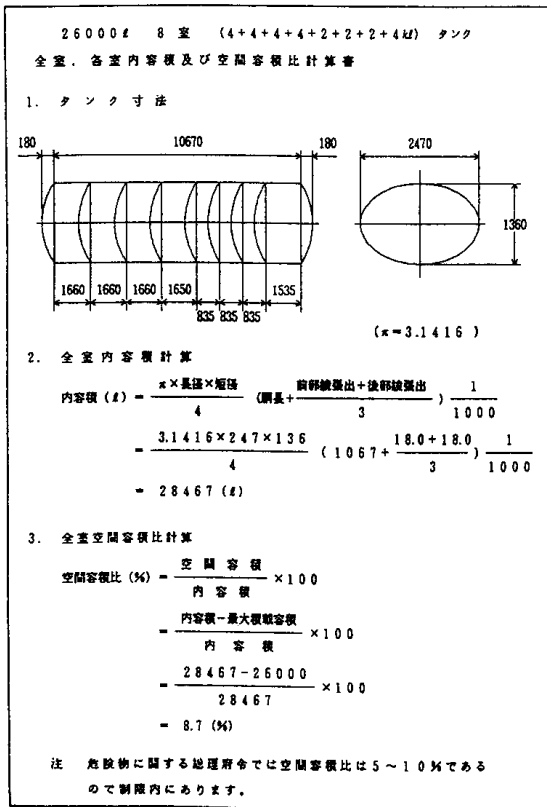 26000ℓ 8室 (4+4+4+4+2+2+2+4kℓ) タンク
全室．各室内容積及び空間容積比計算書
1. タンク寸法
180 10670 180
2470
1360
1660 1660 1660 1650 835 835 835 1535
(π=3.1416)
2. 全室内容積計算
内容積(ℓ) = π×長径×短径/4 (胴長+前部鏡張出+後部鏡張出/3) 1/1000
= 3.1416×247×136/4 (1067+18.0+18.0/3) 1/1000
= 28467(ℓ)
3. 全室空間容積比計算
空間容積比(%) = 空間容積/内容積 ×100
= 内容積-最大積載容積/内容積 ×100
= 28467-26000/28467 ×100
= 8.7(%)
注 危険物に関する総理府令では空間容積比は5～10%である
ので制限内にあります。